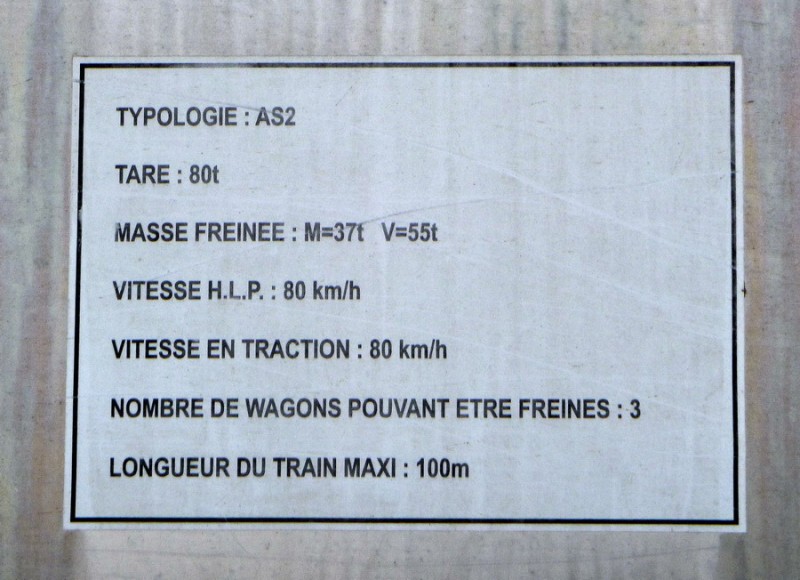 TYPOLOGIE : AS2
TARE : 80t
MASSE FREINEE : M=37t V=55t
VITESSE H.L.P. : 80 km/h
VITESSE EN TRACTION : 80 km/h
NOMBRE DE WAGONS POUVANT ETRE FREINES : 3
LONGUEUR DU TRAIN MAXI : 100m